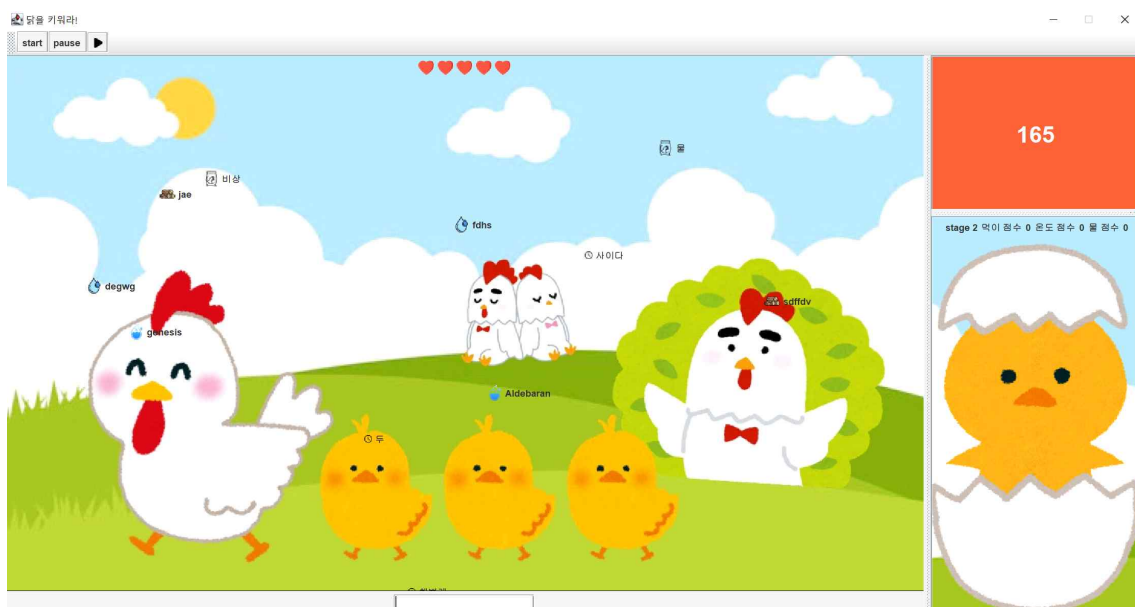 닭을 키워라!
start pause
165
물
비상
jae
fdhs
stage 2 먹이 점수 0 온도 점수 0 물 점수 0
사이다
degwg
sdffdv
genesis
Aldebaran
두